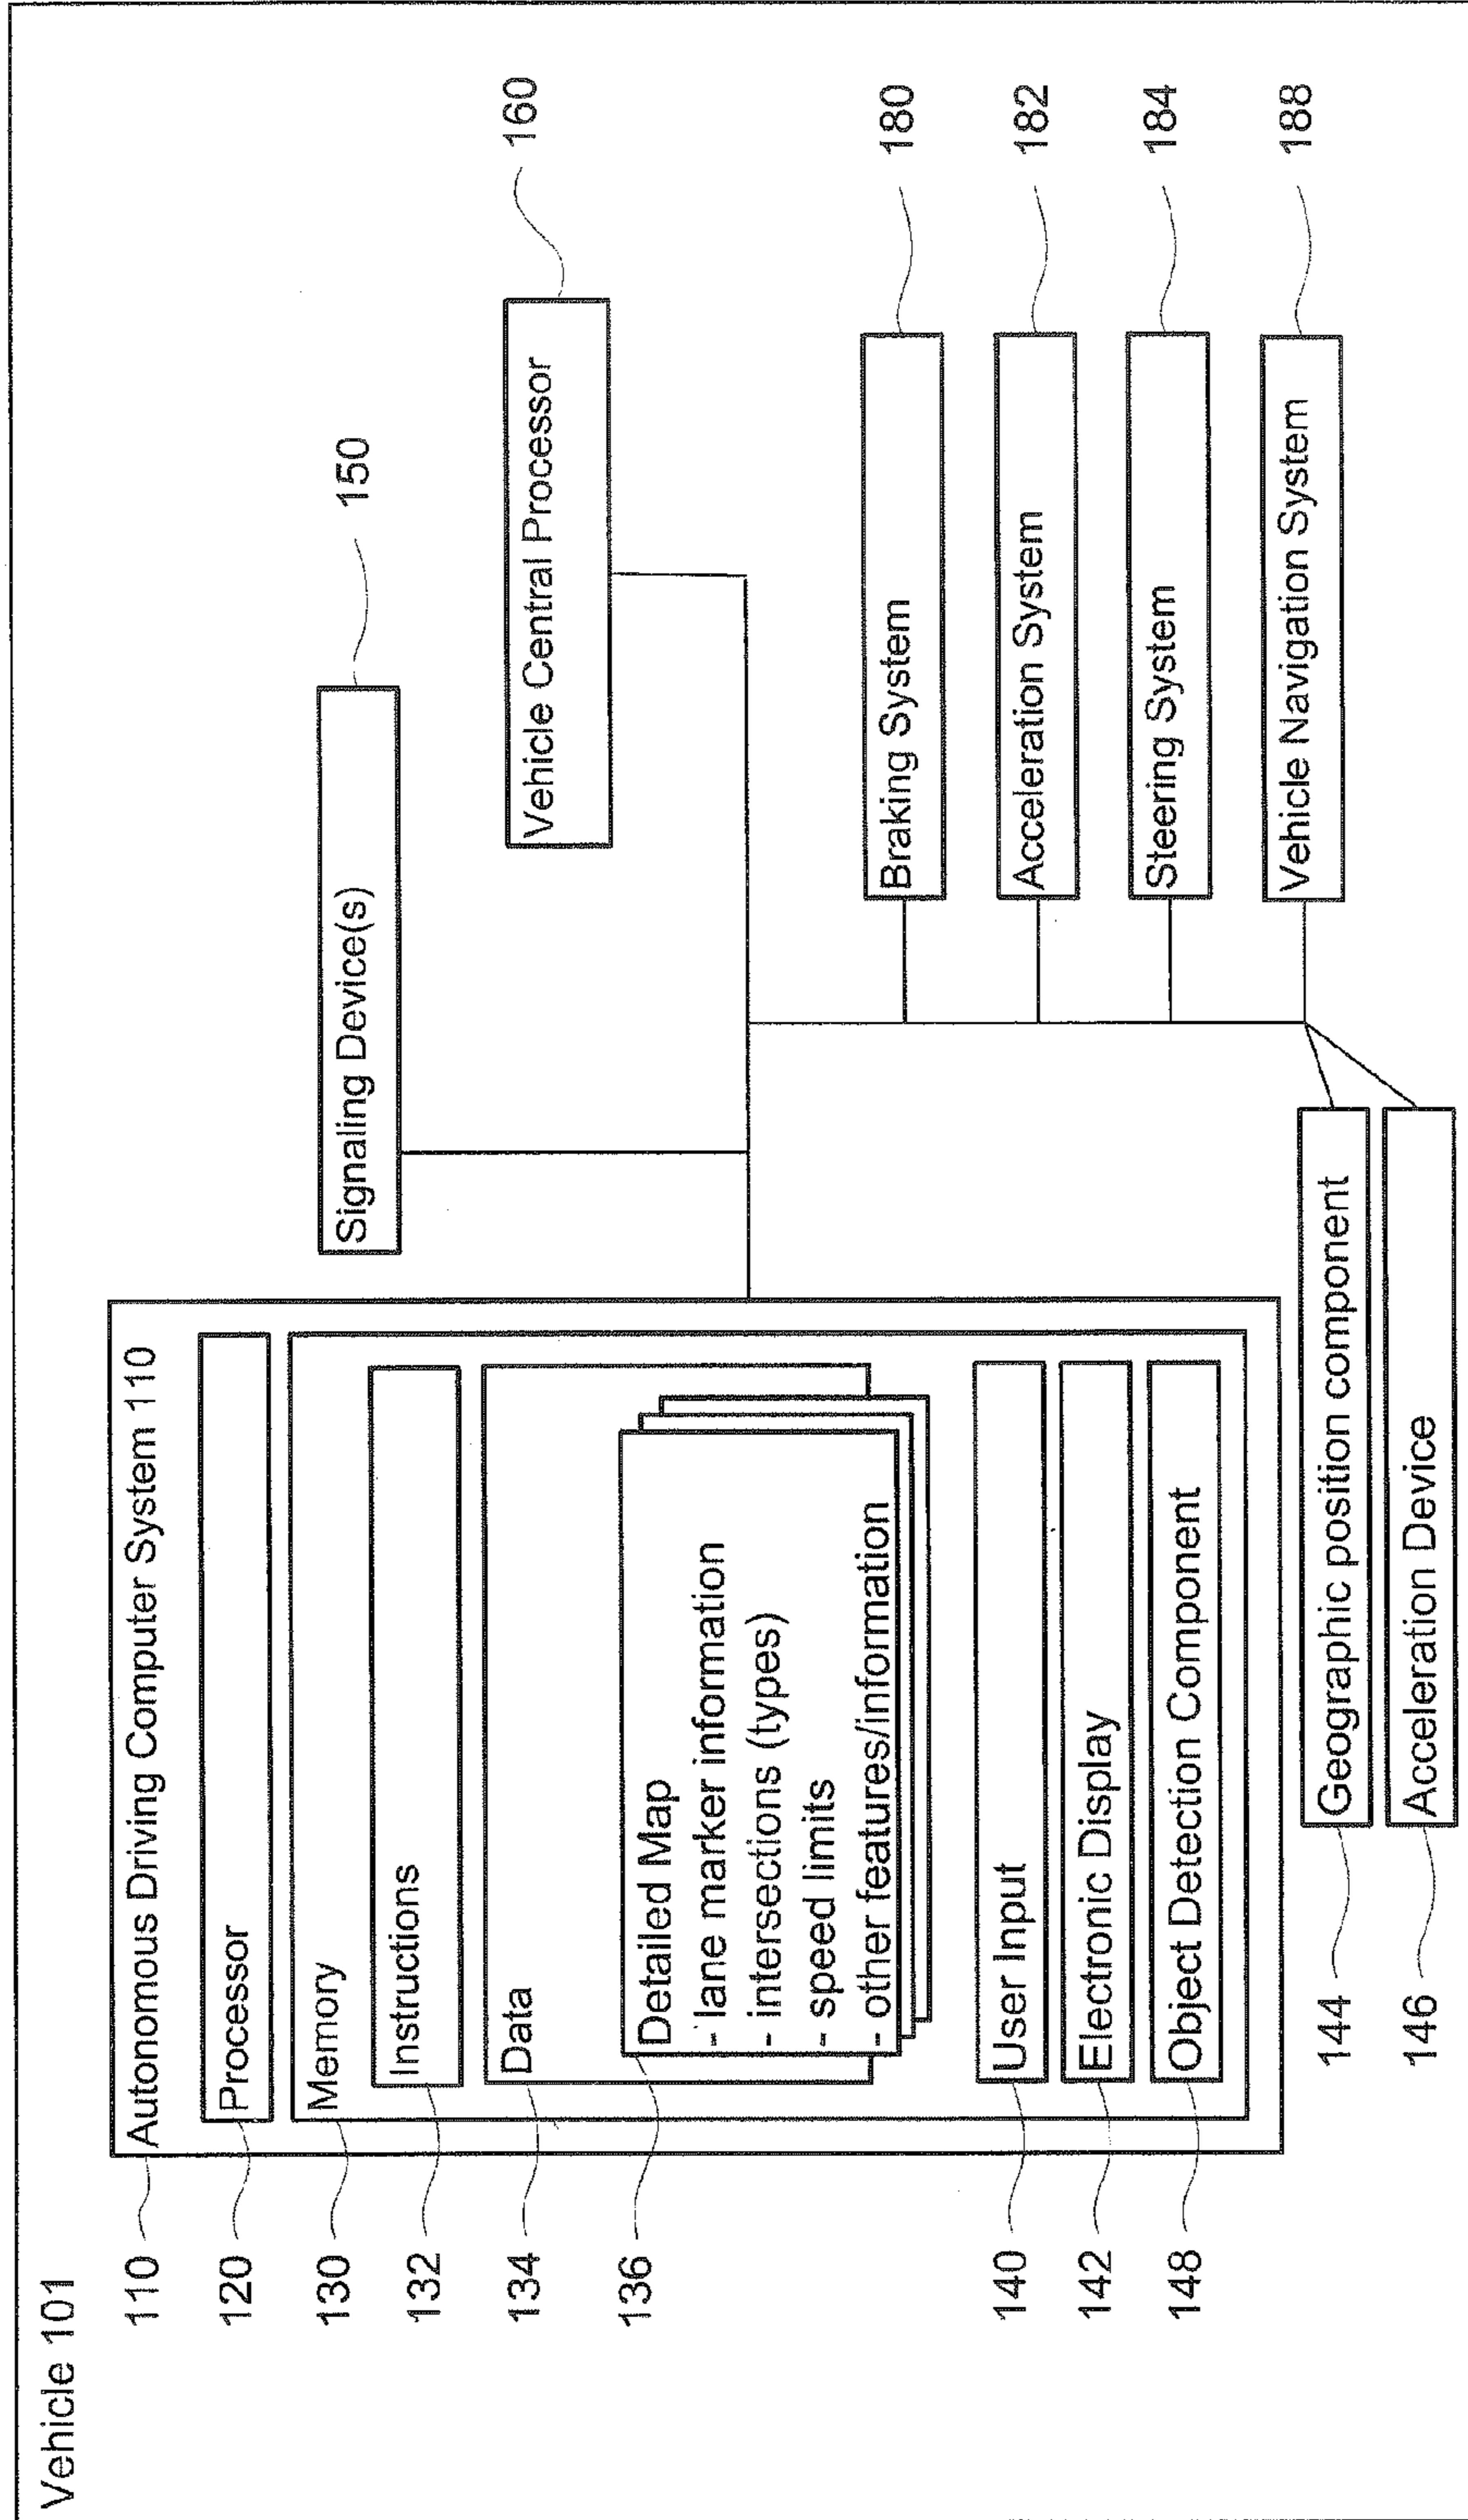 Vehicle 101
Autonomous Driving Computer System 110
110
Processor
120
Memory
130
Instructions
132
Data
134
Detailed Map
- lane marker information
- intersections (types)
- speed limits
- other features/information
136
User Input
140
Electronic Display
142
Object Detection Component
148
Geographic position component
144
Acceleration Device
146
Signaling Device(s)
150
Vehicle Central Processor
160
Braking System
180
Acceleration System
182
Steering System
184
Vehicle Navigation System
188